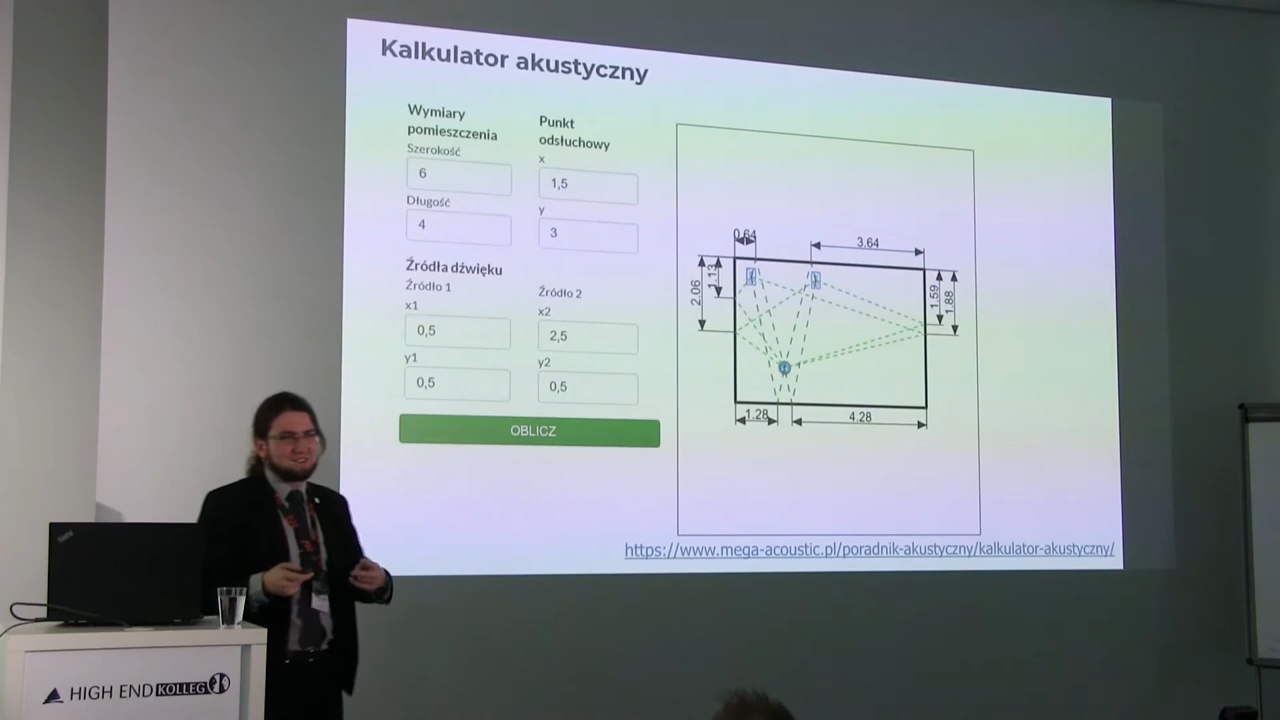 Kalkulator akustyczny
Wymiary
pomieszczenia
Szerokość
6
Długość
4
Punkt
odsłuchowy
x
1,5
y
3
Źródła dźwięku
Źródło 1
x1
0,5
y1
0,5
Źródło 2
x2
2,5
y2
0,5
OBLICZ
0.64
3.64
2.06
1.13
1.59
1.88
1.28
4.28
https://www.mega-acoustic.pl/poradnik-akustyczny/kalkulator-akustyczny/
HIGH END KOLLEG